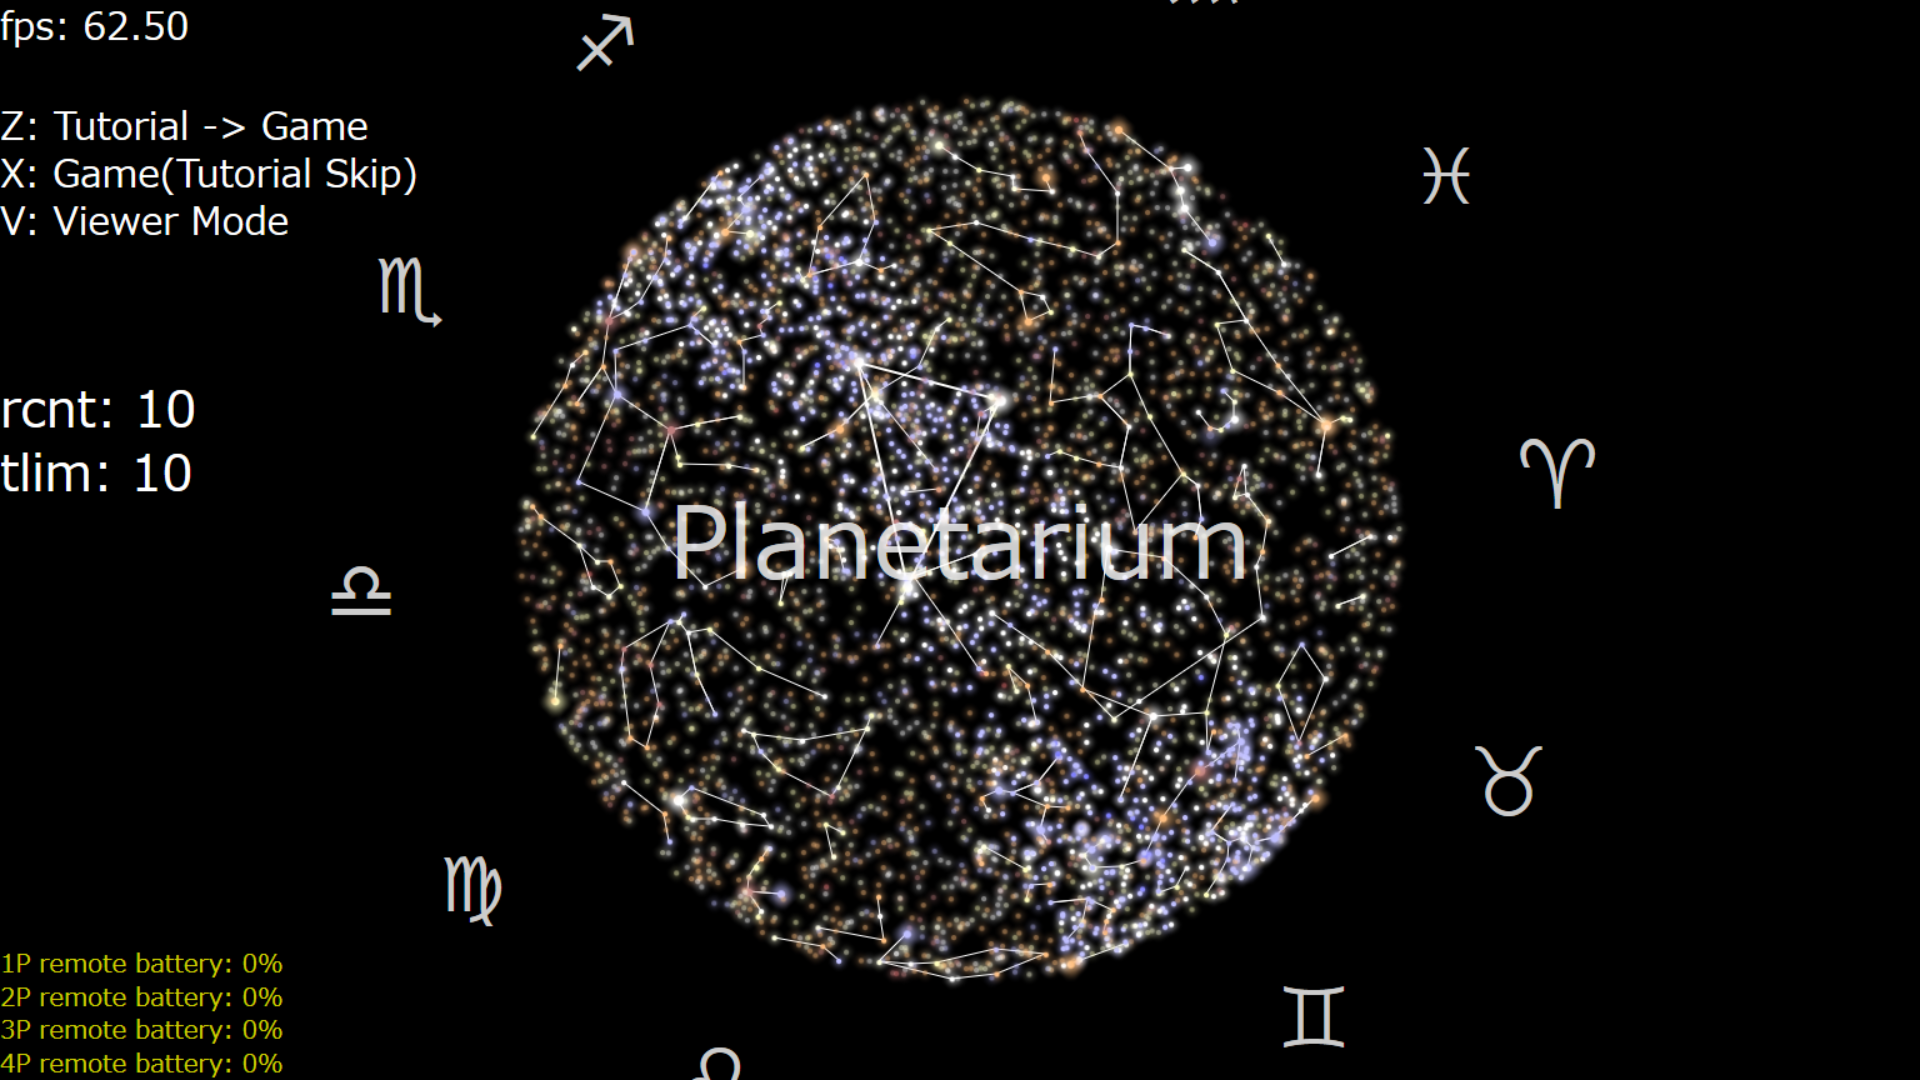 fps: 62.50
Z: Tutorial -> Game
X: Game(Tutorial Skip)
V: Viewer Mode
rcnt: 10
tlim: 10
Planetarium
1P remote battery: 0%
2P remote battery: 0%
3P remote battery: 0%
4P remote battery: 0%